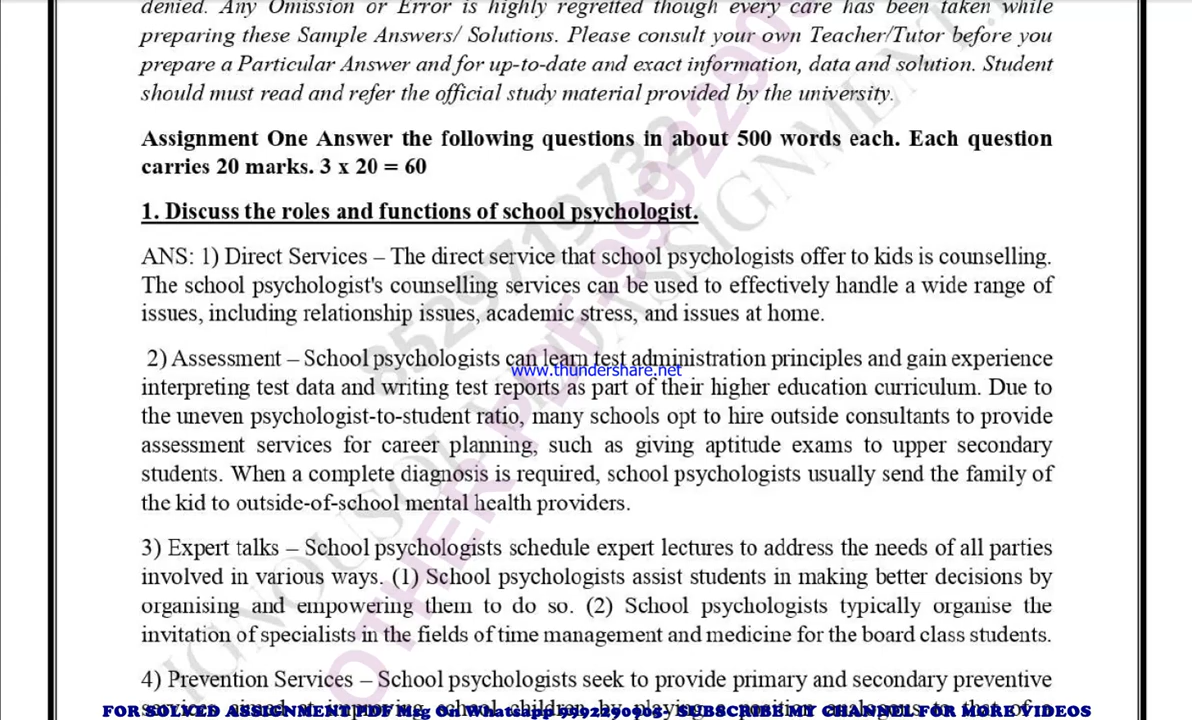 denied. Any Omission or Error is highly regretted though every care has been taken while
preparing these Sample Answers/ Solutions. Please consult your own Teacher/Tutor before you
prepare a Particular Answer and for up-to-date and exact information, data and solution. Student
should must read and refer the official study material provided by the university.
Assignment One Answer the following questions in about 500 words each. Each question
carries 20 marks. 3 x 20 = 60
1. Discuss the roles and functions of school psychologist.
ANS: 1) Direct Services – The direct service that school psychologists offer to kids is counselling.
The school psychologist's counselling services can be used to effectively handle a wide range of
issues, including relationship issues, academic stress, and issues at home.
2) Assessment – School psychologists can learn test administration principles and gain experience
www.thundershare.net
interpreting test data and writing test reports as part of their higher education curriculum. Due to
the uneven psychologist-to-student ratio, many schools opt to hire outside consultants to provide
assessment services for career planning, such as giving aptitude exams to upper secondary
students. When a complete diagnosis is required, school psychologists usually send the family of
the kid to outside-of-school mental health providers.
3) Expert talks – School psychologists schedule expert lectures to address the needs of all parties
involved in various ways. (1) School psychologists assist students in making better decisions by
organising and empowering them to do so. (2) School psychologists typically organise the
invitation of specialists in the fields of time management and medicine for the board class students.
4) Prevention Services – School psychologists seek to provide primary and secondary preventive
FOR SOLVED ASSIGNMENT PDF Msg On Whatsapp 9992290905/ SUBSCRIBE MY CHANNEL FOR MORE VIDEOS
8529719732